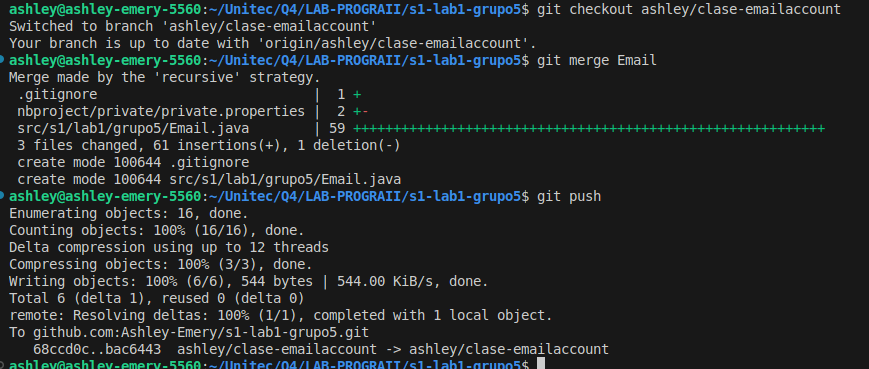 ashley@ashley-emery-5560:~/Unitec/Q4/LAB-PROGRAII/s1-lab1-grupo5$ git checkout ashley/clase-emailaccount
Switched to branch 'ashley/clase-emailaccount'
Your branch is up to date with 'origin/ashley/clase-emailaccount'.
ashley@ashley-emery-5560:~/Unitec/Q4/LAB-PROGRAII/s1-lab1-grupo5$ git merge Email
Merge made by the 'recursive' strategy.
 .gitignore                        |  1 +
 nbproject/private/private.properties |  2 +-
 src/s1/lab1/grupo5/Email.java        | 59 ++++++++++++++++++++++++++++++++++++++++++++++++++++++++++
 3 files changed, 61 insertions(+), 1 deletion(-)
 create mode 100644 .gitignore
 create mode 100644 src/s1/lab1/grupo5/Email.java
ashley@ashley-emery-5560:~/Unitec/Q4/LAB-PROGRAII/s1-lab1-grupo5$ git push
Enumerating objects: 16, done.
Counting objects: 100% (16/16), done.
Delta compression using up to 12 threads
Compressing objects: 100% (3/3), done.
Writing objects: 100% (6/6), 544 bytes | 544.00 KiB/s, done.
Total 6 (delta 1), reused 0 (delta 0)
remote: Resolving deltas: 100% (1/1), completed with 1 local object.
To github.com:Ashley-Emery/s1-lab1-grupo5.git
   68ccd0c..bac6443  ashley/clase-emailaccount -> ashley/clase-emailaccount
ashley@ashley-emery-5560:~/Unitec/Q4/LAB-PROGRAII/s1-lab1-grupo5$